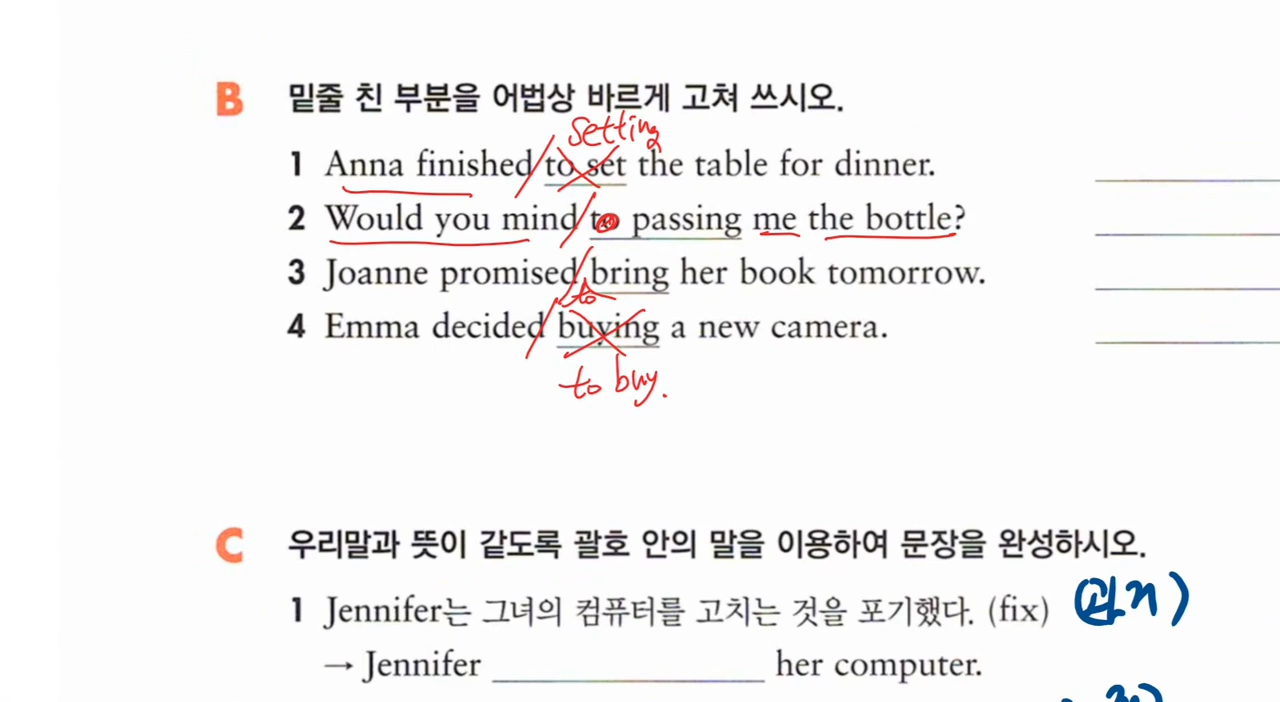 B 밑줄 친 부분을 어법상 바르게 고쳐 쓰시오.
setting
1 Anna finished to set the table for dinner.
2 Would you mind to passing me the bottle?
3 Joanne promised bring her book tomorrow.
to
4 Emma decided buying a new camera.
to buy.
C 우리말과 뜻이 같도록 괄호 안의 말을 이용하여 문장을 완성하시오.
1 Jennifer는 그녀의 컴퓨터를 고치는 것을 포기했다. (fix)
→ Jennifer her computer.